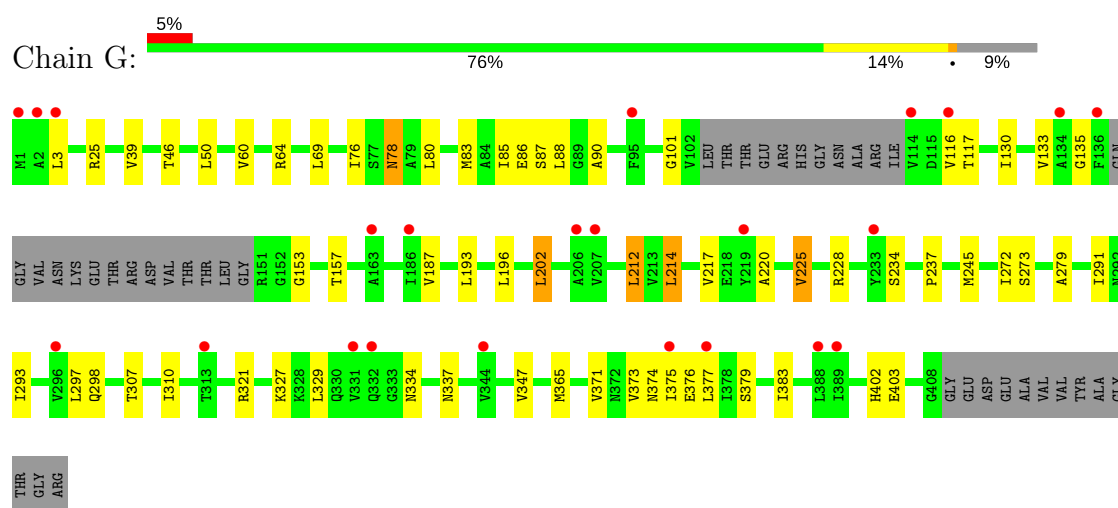 5%
Chain G:
76% 14% • 9%
M1 A2 L3 R25 V39 T46 L50 V60 R64 L69 I76 S77 N78 A79 L80 M83 A84 I85 E86 S87 L88 G89 A90 F95 G101 V102 LEU THR THR GLU ARG HIS GLY ASN ALA ARG ILE V114 D115 V116 T117 I130 V133 A134 G135 F136 GLN
GLY VAL ASN LYS GLU THR ARG ASP VAL THR THR LEU GLY R151 G152 G153 T157 A163 I186 V187 L193 L196 L202 A206 V207 L212 V213 L214 V217 E218 Y219 A220 V225 R228 Y233 S234 P237 M245 I272 S273 A279 I291 N292
I293 V296 L297 Q298 T307 I310 T313 R321 K327 K328 L329 Q330 V331 Q332 G333 N334 N337 V344 V347 M365 V371 N372 V373 N374 I375 E376 L377 I378 S379 I383 L388 I389 H402 E403 G408 GLY GLU ASP GLU ALA VAL VAL TYR ALA GLY
THR GLY ARG